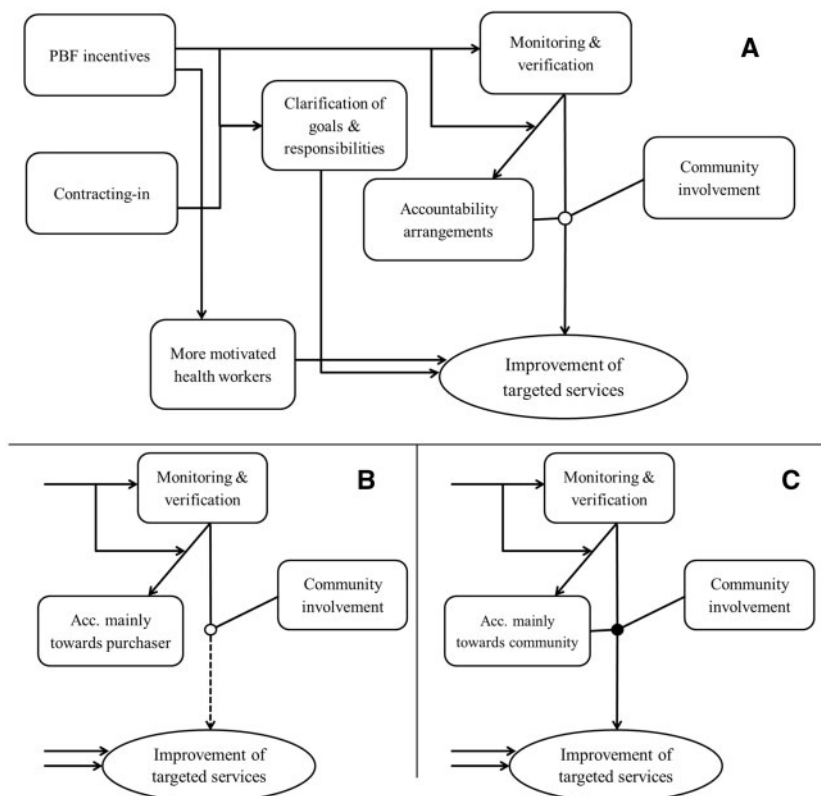 PBF incentives
Monitoring &
verification
A
Clarification of
goals &
responsibilities
Community
involvement
Contracting-in
Accountability
arrangements
More motivated
health workers
Improvement of
targeted services
B
Monitoring &
verification
Community
involvement
Acc. mainly
towards purchaser
Improvement of
targeted services
C
Monitoring &
verification
Community
involvement
Acc. mainly
towards community
Improvement of
targeted services